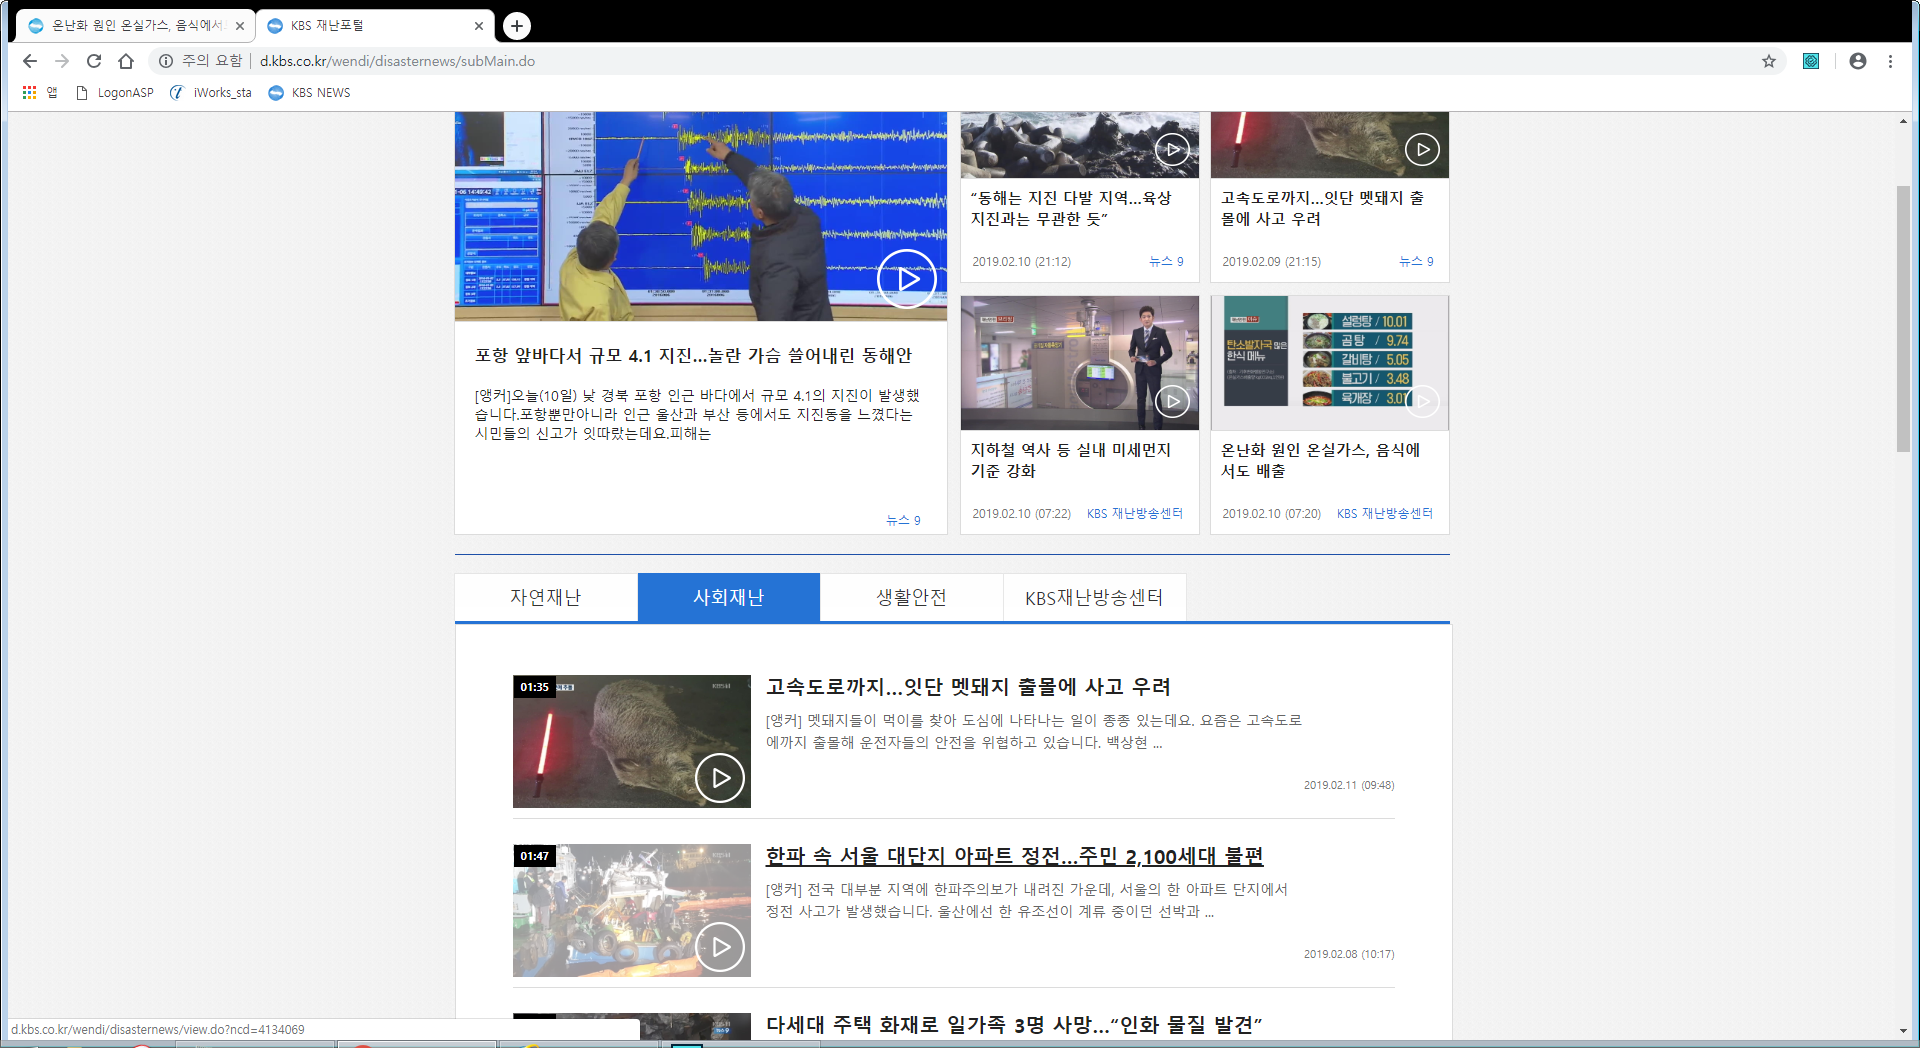 온난화 원인 온실가스, 음식에서
KBS 재난포털
주의 요함
d.kbs.co.kr/wendi/disasternews/subMain.do
앱
LogonASP
iWorks_sta
KBS NEWS
포항 앞바다서 규모 4.1 지진...놀란 가슴 쓸어내린 동해안
[앵커]오늘(10일) 낮 경북 포항 인근 바다에서 규모 4.1의 지진이 발생했
습니다.포항뿐만아니라 인근 울산과 부산 등에서도 지진동을 느꼈다는
시민들의 신고가 잇따랐는데요.피해는
뉴스 9
“동해는 지진 다발 지역...육상
지진과는 무관한 듯”
2019.02.10 (21:12)
뉴스 9
고속도로까지...잇단 멧돼지 출
몰에 사고 우려
2019.02.09 (21:15)
뉴스 9
지하철 역사 등 실내 미세먼지
기준 강화
2019.02.10 (07:22)
KBS 재난방송센터
탄소발자국 많은
한식 메뉴
설렁탕 / 10.01
곰탕 / 9.74
갈비탕 / 5.05
불고기 / 3.48
육개장 / 3.01
온난화 원인 온실가스, 음식에
서도 배출
2019.02.10 (07:20)
KBS 재난방송센터
자연재난
사회재난
생활안전
KBS재난방송센터
01:35
고속도로까지...잇단 멧돼지 출몰에 사고 우려
[앵커] 멧돼지들이 먹이를 찾아 도심에 나타나는 일이 종종 있는데요. 요즘은 고속도로
에까지 출몰해 운전자들의 안전을 위협하고 있습니다. 백상현 ...
2019.02.11 (09:48)
01:47
한파 속 서울 대단지 아파트 정전...주민 2,100세대 불편
[앵커] 전국 대부분 지역에 한파주의보가 내려진 가운데, 서울의 한 아파트 단지에서
정전 사고가 발생했습니다. 울산에선 한 유조선이 계류 중이던 선박과 ...
2019.02.08 (10:17)
다세대 주택 화재로 일가족 3명 사망...“인화 물질 발견”
d.kbs.co.kr/wendi/disasternews/view.do?ncd=4134069